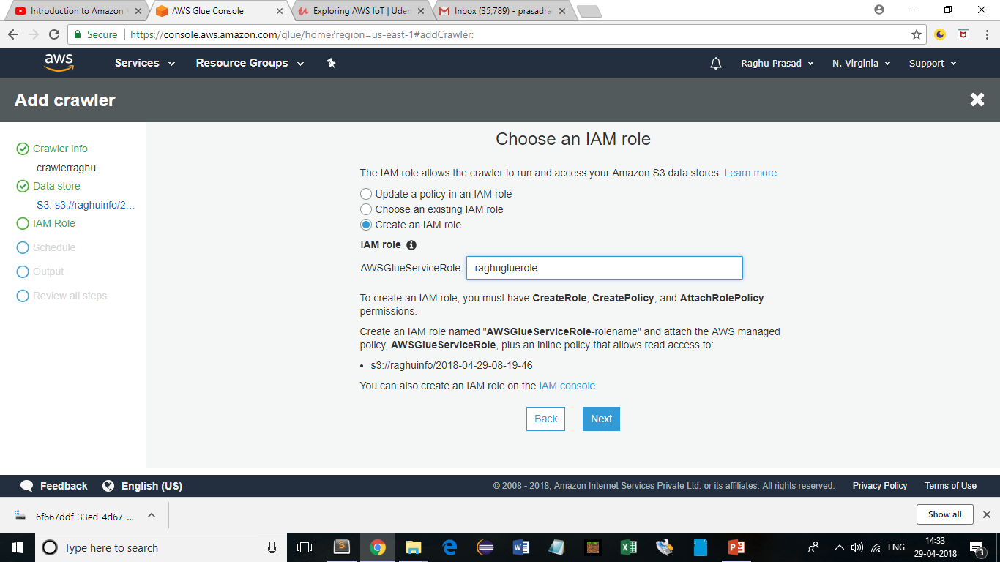 Introduction to Amazon
AWS Glue Console
Exploring AWS IoT | Uden
Inbox (35,789) - prasadra
Secure
https://console.aws.amazon.com/glue/home?region=us-east-1#addCrawler:
aws
Services
Resource Groups
Raghu Prasad
N. Virginia
Support
Add crawler
Crawler info
crawlerraghu
Data store
S3: s3://raghuinfo/2...
IAM Role
Schedule
Output
Review all steps
Choose an IAM role
The IAM role allows the crawler to run and access your Amazon S3 data stores. Learn more
Update a policy in an IAM role
Choose an existing IAM role
Create an IAM role
IAM role
AWSGlueServiceRole- raghugluerole
To create an IAM role, you must have CreateRole, CreatePolicy, and AttachRolePolicy
permissions.
Create an IAM role named "AWSGlueServiceRole-rolename" and attach the AWS managed
policy, AWSGlueServiceRole, plus an inline policy that allows read access to:
• s3://raghuinfo/2018-04-29-08-19-46
You can also create an IAM role on the IAM console.
Back
Next
Feedback
English (US)
© 2008 - 2018, Amazon Internet Services Private Ltd. or its affiliates. All rights reserved.
Privacy Policy
Terms of Use
6f667ddf-33ed-4d67-...
Show all
Type here to search
ENG
14:33
29-04-2018
3